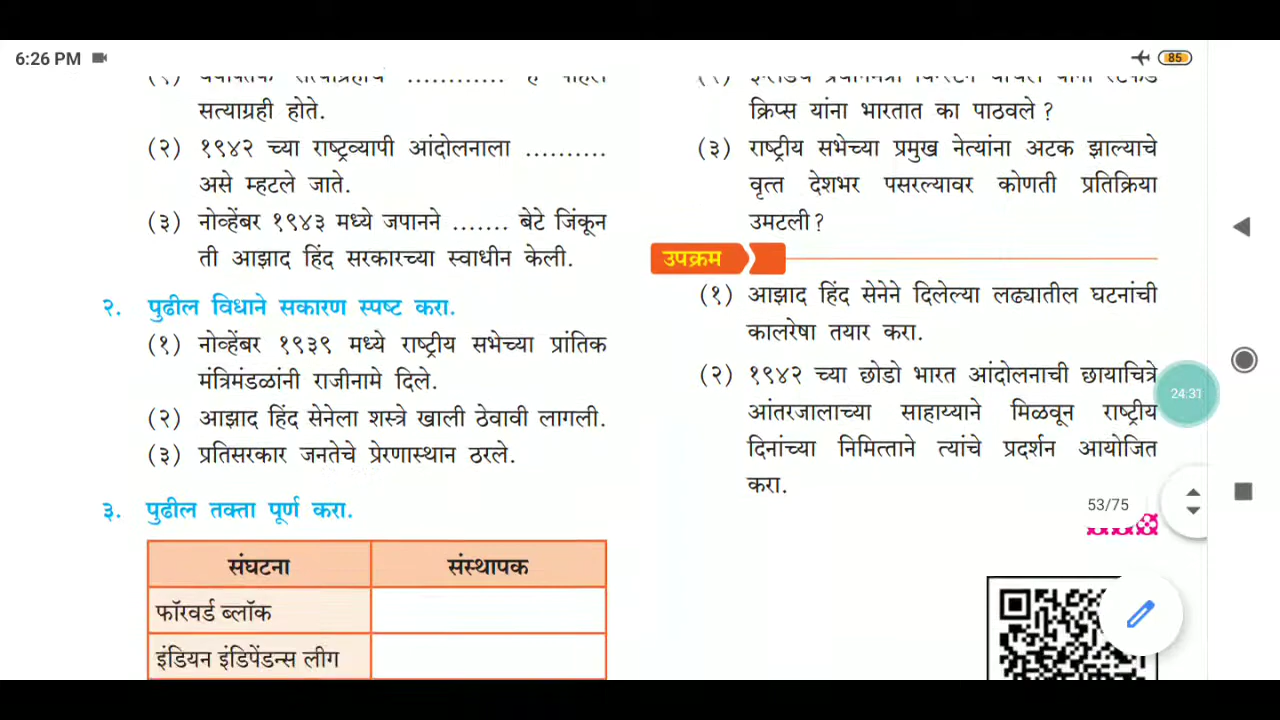 6:26 PM
85
सत्याग्रही होते.
(२) १९४२ च्या राष्ट्रव्यापी आंदोलनाला ..........
असे म्हटले जाते.
(३) नोव्हेंबर १९४३ मध्ये जपानने ....... बेटे जिंकून
ती आझाद हिंद सरकारच्या स्वाधीन केली.
२. पुढील विधाने सकारण स्पष्ट करा.
(१) नोव्हेंबर १९३९ मध्ये राष्ट्रीय सभेच्या प्रांतिक
मंत्रिमंडळांनी राजीनामे दिले.
(२) आझाद हिंद सेनेला शस्त्रे खाली ठेवावी लागली.
(३) प्रतिसरकार जनतेचे प्रेरणास्थान ठरले.
३. पुढील तक्ता पूर्ण करा.
संघटना संस्थापक
फॉरवर्ड ब्लॉक
इंडियन इंडिपेंडन्स लीग
क्रिप्स यांना भारतात का पाठवले ?
(३) राष्ट्रीय सभेच्या प्रमुख नेत्यांना अटक झाल्याचे
वृत्त देशभर पसरल्यावर कोणती प्रतिक्रिया
उमटली ?
उपक्रम
(१) आझाद हिंद सेनेने दिलेल्या लढ्यातील घटनांची
कालरेषा तयार करा.
(२) १९४२ च्या छोडो भारत आंदोलनाची छायाचित्रे
आंतरजालाच्या साहाय्याने मिळवून राष्ट्रीय
दिनांच्या निमित्ताने त्यांचे प्रदर्शन आयोजित
करा.
24:31
53/75